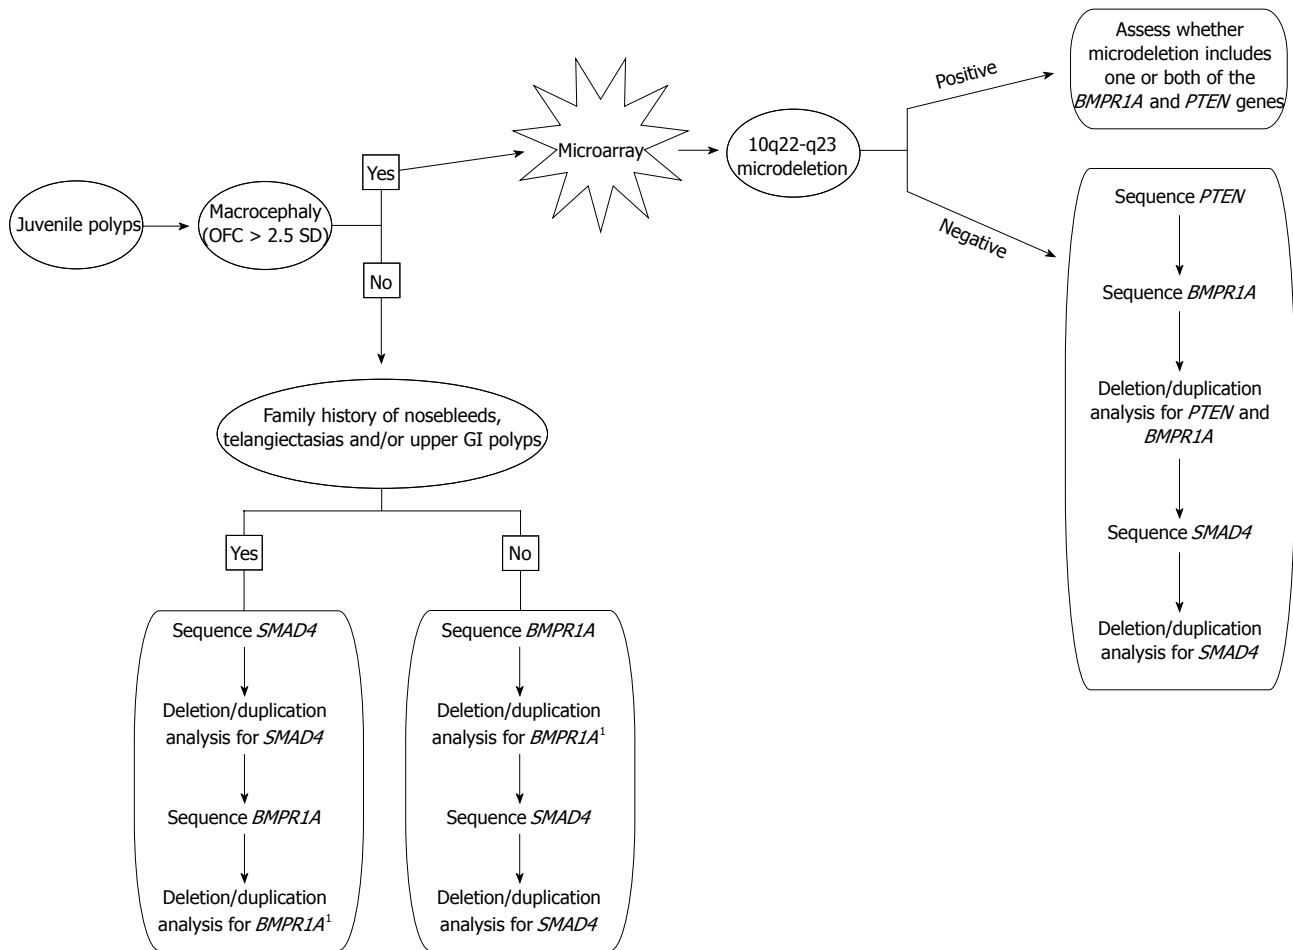 Juvenile polyps
Macrocephaly
(OFC > 2.5 SD)
Yes
No
Microarray
10q22-q23
microdeletion
Positive
Negative
Assess whether
microdeletion includes
one or both of the
BMPR1A and PTEN genes
Sequence PTEN
Sequence BMPR1A
Deletion/duplication
analysis for PTEN and
BMPR1A
Sequence SMAD4
Deletion/duplication
analysis for SMAD4
Family history of nosebleeds,
telangiectasias and/or upper GI polyps
Yes
No
Sequence SMAD4
Deletion/duplication
analysis for SMAD4
Sequence BMPR1A
Deletion/duplication
analysis for BMPR1A¹
Sequence BMPR1A
Deletion/duplication
analysis for BMPR1A¹
Sequence SMAD4
Deletion/duplication
analysis for SMAD4